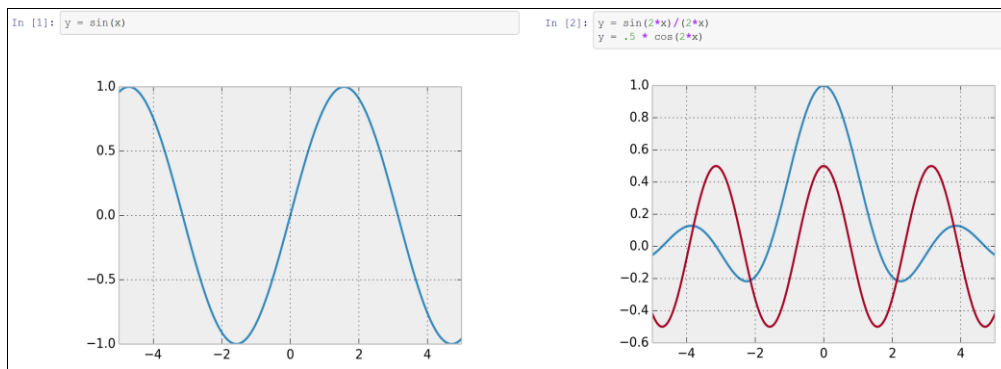 In [1]: y = sin(x)
1.0
0.5
0.0
−0.5
−1.0
−4 −2 0 2 4
In [2]: y = sin(2*x)/(2*x)
y = .5 * cos(2*x)
1.0
0.8
0.6
0.4
0.2
0.0
−0.2
−0.4
−0.6
−4 −2 0 2 4